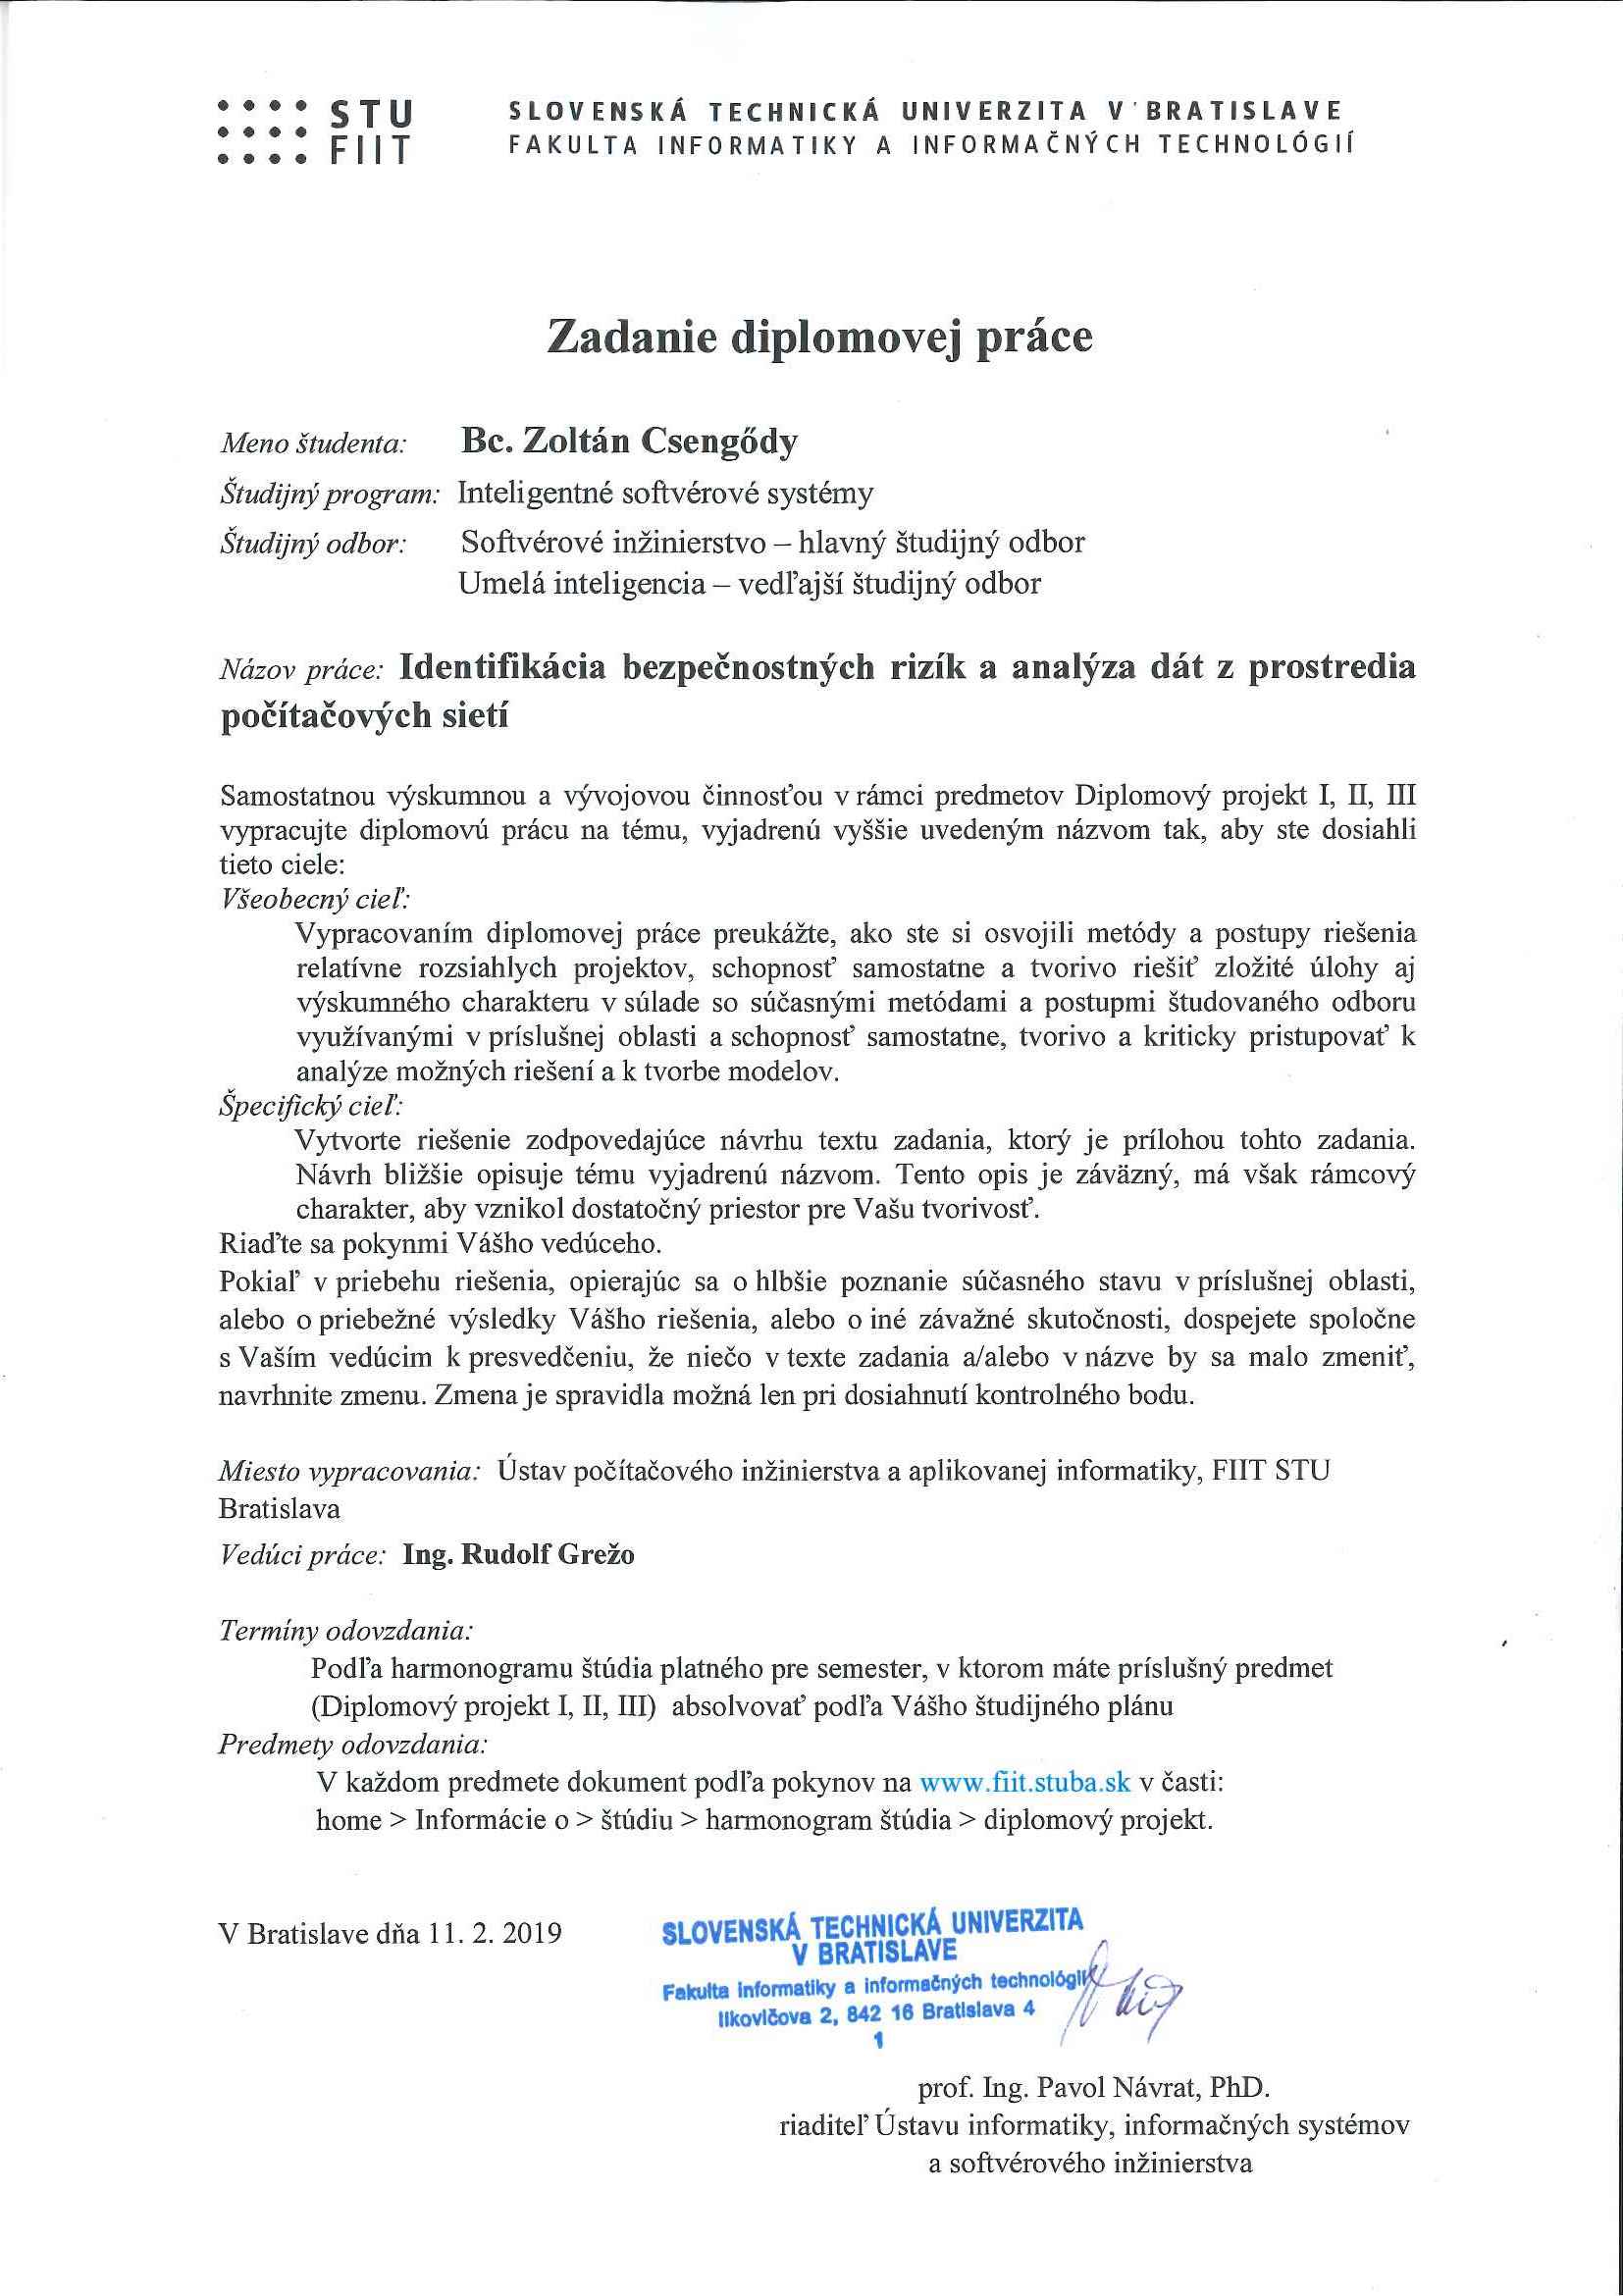 STU
FIIT
SLOVENSKÁ TECHNICKÁ UNIVERZITA V BRATISLAVE
FAKULTA INFORMATIKY A INFORMAČNÝCH TECHNOLÓGIÍ
Zadanie diplomovej práce
Meno študenta: Bc. Zoltán Csengődy
Študijný program: Inteligentné softvérové systémy
Študijný odbor: Softvérové inžinierstvo – hlavný študijný odbor
Umelá inteligencia – vedľajší študijný odbor
Názov práce: Identifikácia bezpečnostných rizík a analýza dát z prostredia
počítačových sietí
Samostatnou výskumnou a vývojovou činnosťou v rámci predmetov Diplomový projekt I, II, III
vypracujte diplomovú prácu na tému, vyjadrenú vyššie uvedeným názvom tak, aby ste dosiahli
tieto ciele:
Všeobecný cieľ:
Vypracovaním diplomovej práce preukážte, ako ste si osvojili metódy a postupy riešenia
relatívne rozsiahlych projektov, schopnosť samostatne a tvorivo riešiť zložité úlohy aj
výskumného charakteru v súlade so súčasnými metódami a postupmi študovaného odboru
využívanými v príslušnej oblasti a schopnosť samostatne, tvorivo a kriticky pristupovať k
analýze možných riešení a k tvorbe modelov.
Špecifický cieľ:
Vytvorte riešenie zodpovedajúce návrhu textu zadania, ktorý je prílohou tohto zadania.
Návrh bližšie opisuje tému vyjadrenú názvom. Tento opis je záväzný, má však rámcový
charakter, aby vznikol dostatočný priestor pre Vašu tvorivosť.
Riaďte sa pokynmi Vášho vedúceho.
Pokiaľ v priebehu riešenia, opierajúc sa o hlbšie poznanie súčasného stavu v príslušnej oblasti,
alebo o priebežné výsledky Vášho riešenia, alebo o iné závažné skutočnosti, dospejete spoločne
s Vaším vedúcim k presvedčeniu, že niečo v texte zadania a/alebo v názve by sa malo zmeniť,
navrhnite zmenu. Zmena je spravidla možná len pri dosiahnutí kontrolného bodu.
Miesto vypracovania: Ústav počítačového inžinierstva a aplikovanej informatiky, FIIT STU
Bratislava
Vedúci práce: Ing. Rudolf Grežo
Termíny odovzdania:
Podľa harmonogramu štúdia platného pre semester, v ktorom máte príslušný predmet
(Diplomový projekt I, II, III) absolvovať podľa Vášho študijného plánu
Predmety odovzdania:
V každom predmete dokument podľa pokynov na www.fiit.stuba.sk v časti:
home > Informácie o > štúdiu > harmonogram štúdia > diplomový projekt.
V Bratislave dňa 11. 2. 2019
SLOVENSKÁ TECHNICKÁ UNIVERZITA
V BRATISLAVE
Fakulta informatiky a informačných technológií
Ilkovičova 2, 842 16 Bratislava 4
1
prof. Ing. Pavol Návrat, PhD.
riaditeľ Ústavu informatiky, informačných systémov
a softvérového inžinierstva